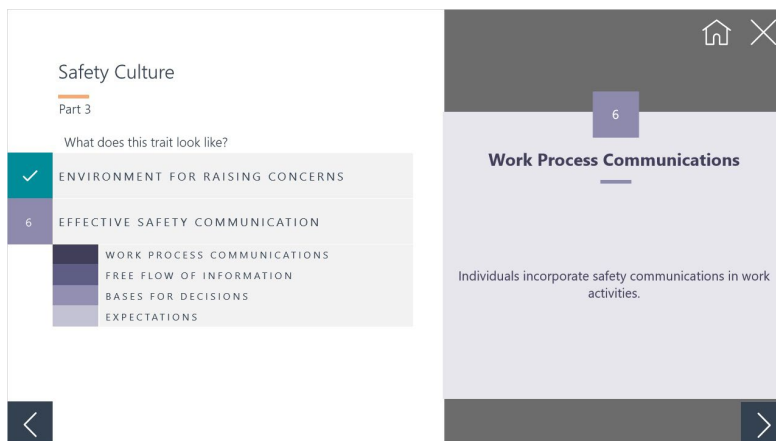 Safety Culture
Part 3
What does this trait look like?
ENVIRONMENT FOR RAISING CONCERNS
6
EFFECTIVE SAFETY COMMUNICATION
WORK PROCESS COMMUNICATIONS
FREE FLOW OF INFORMATION
BASES FOR DECISIONS
EXPECTATIONS
6
Work Process Communications
Individuals incorporate safety communications in work
activities.